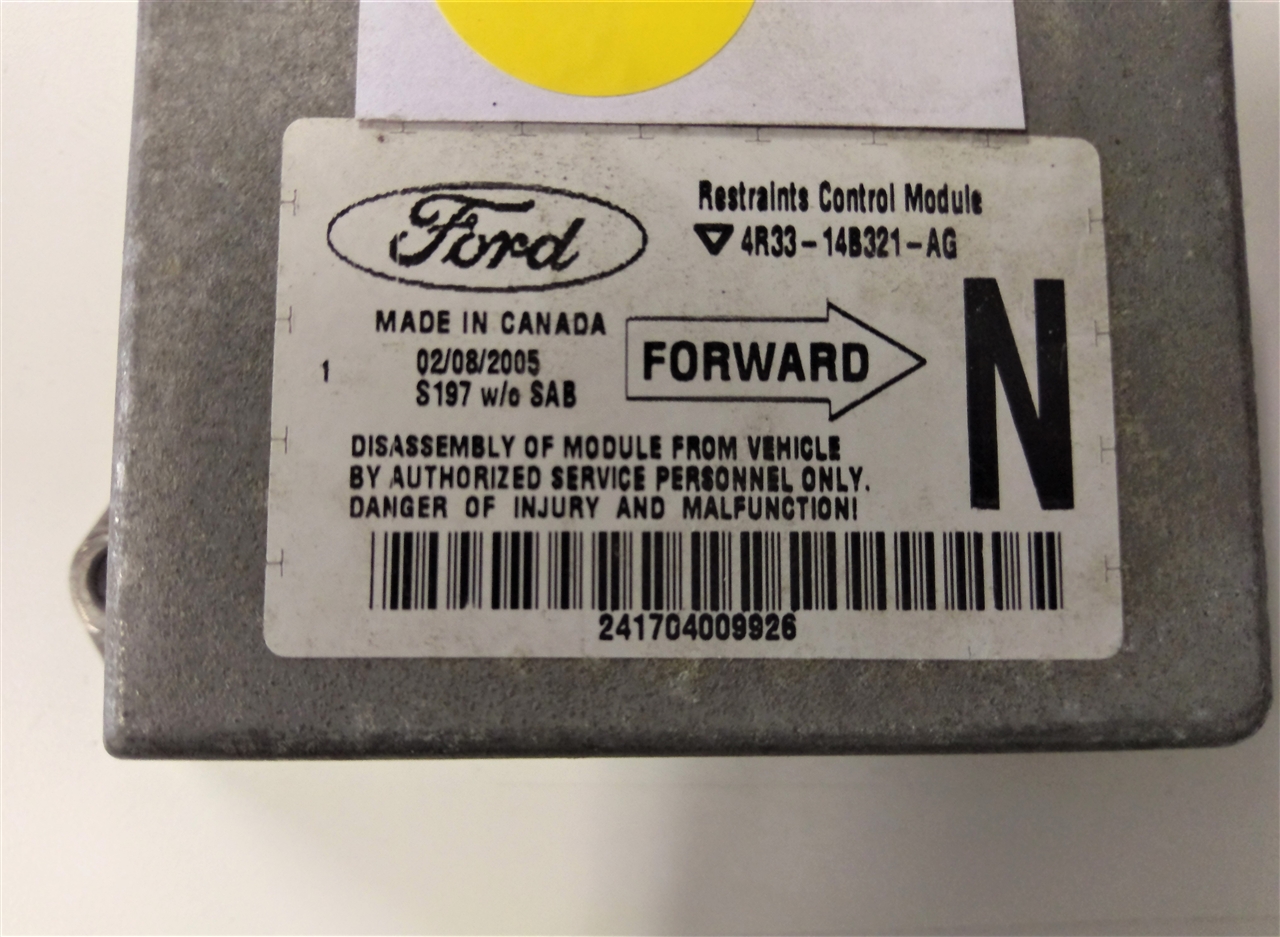 Ford
Restraints Control Module
4R33-14B321-AG
MADE IN CANADA
FORWARD
N
1
02/08/2005
S197 w/o SAB
DISASSEMBLY OF MODULE FROM VEHICLE
BY AUTHORIZED SERVICE PERSONNEL ONLY.
DANGER OF INJURY AND MALFUNCTION!
241704009926